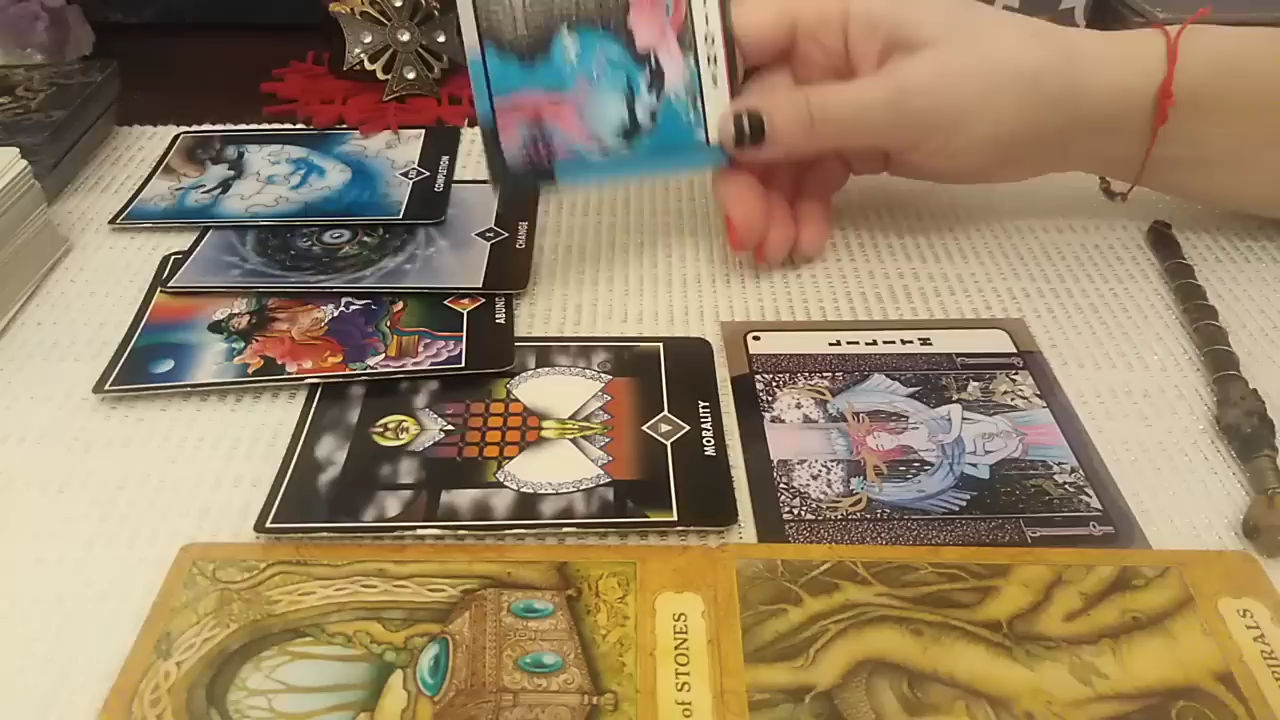 COMPLETION
CHANGE
X
ABUND
MORALITY
LILITH
of STONES
IRALS